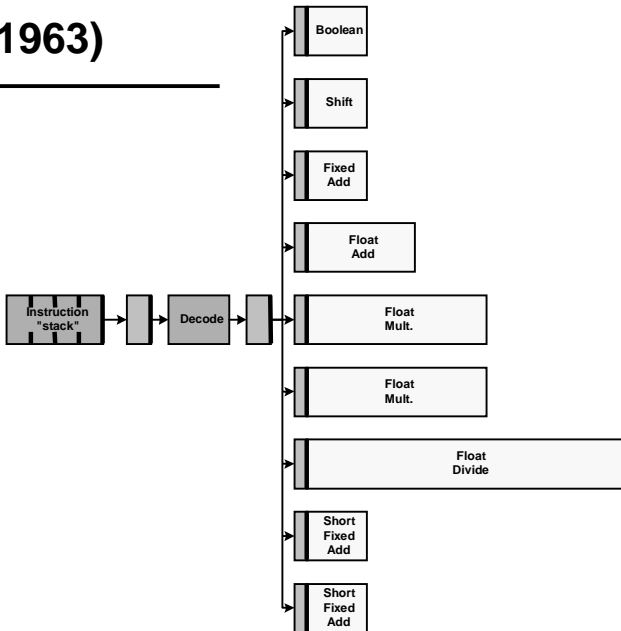 1963)
Boolean
Shift
Fixed
Add
Float
Add
Instruction
"stack"
Decode
Float
Mult.
Float
Mult.
Float
Divide
Short
Fixed
Add
Short
Fixed
Add